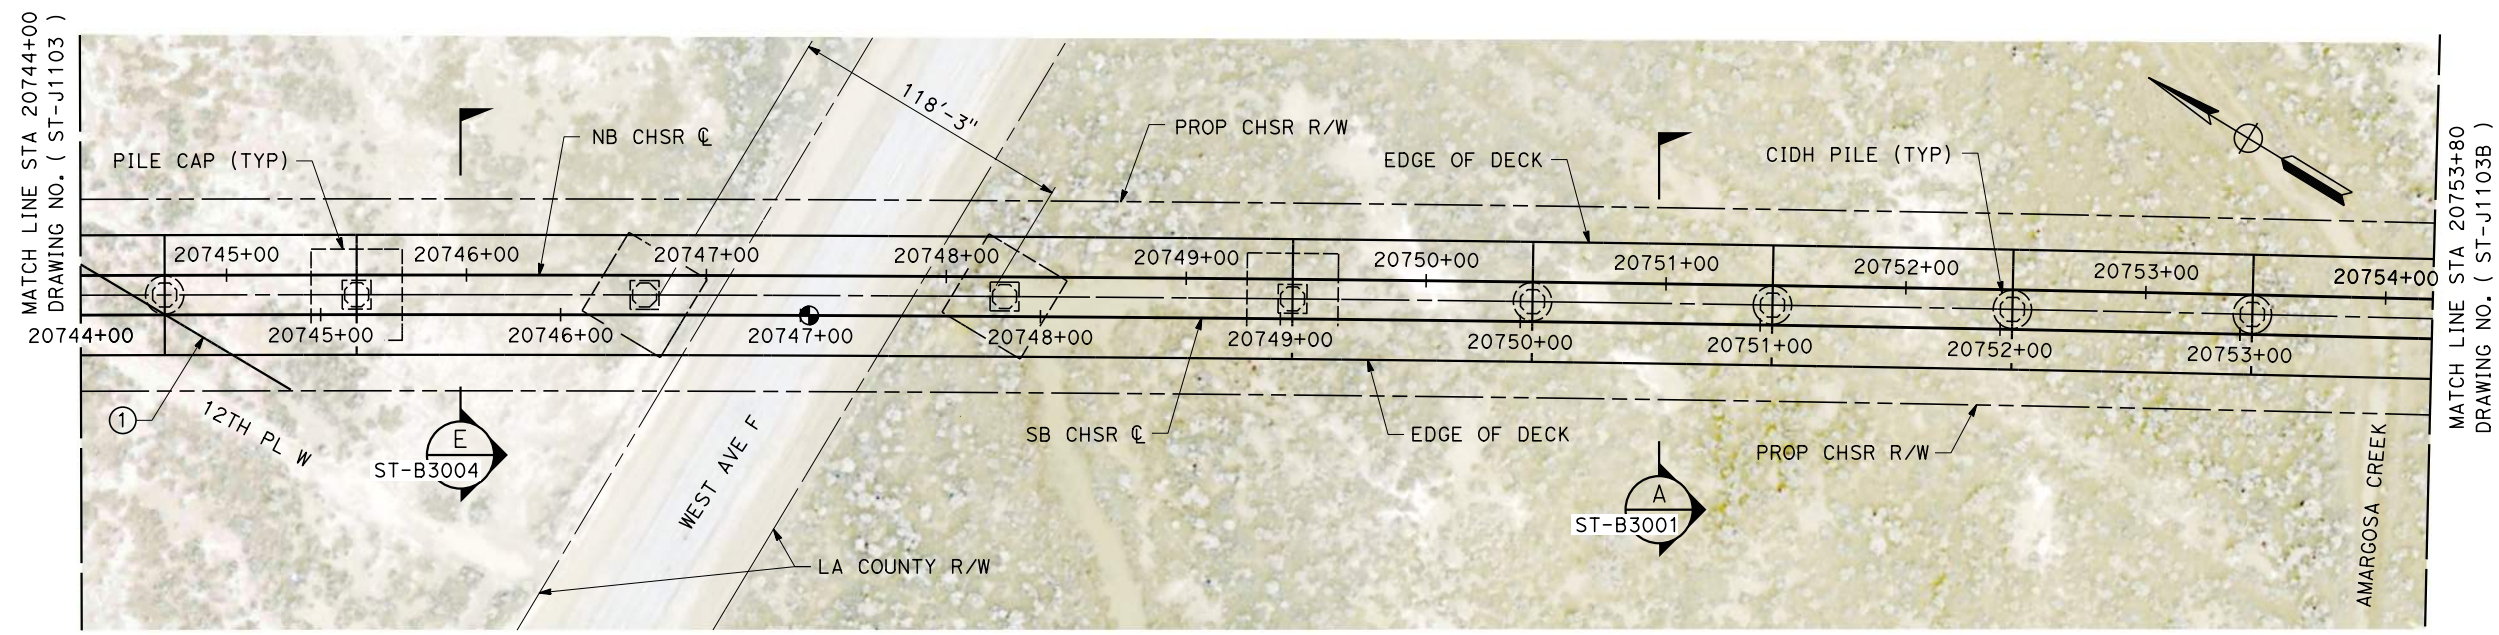 MATCH LINE STA 20744+00
DRAWING NO. ( ST-J1103 )
PILE CAP (TYP)
NB CHSR ℄
118'-3"
PROP CHSR R/W
EDGE OF DECK
CIDH PILE (TYP)
MATCH LINE STA 20753+80
DRAWING NO. ( ST-J1103B )
20745+00
20746+00
20747+00
20748+00
20749+00
20750+00
20751+00
20752+00
20753+00
20754+00
20744+00
20745+00
20746+00
20747+00
20748+00
20749+00
20750+00
20751+00
20752+00
20753+00
1
12TH PL W
E
ST-B3004
WEST AVE F
LA COUNTY R/W
SB CHSR ℄
EDGE OF DECK
A
ST-B3001
PROP CHSR R/W
AMARGOSA CREEK